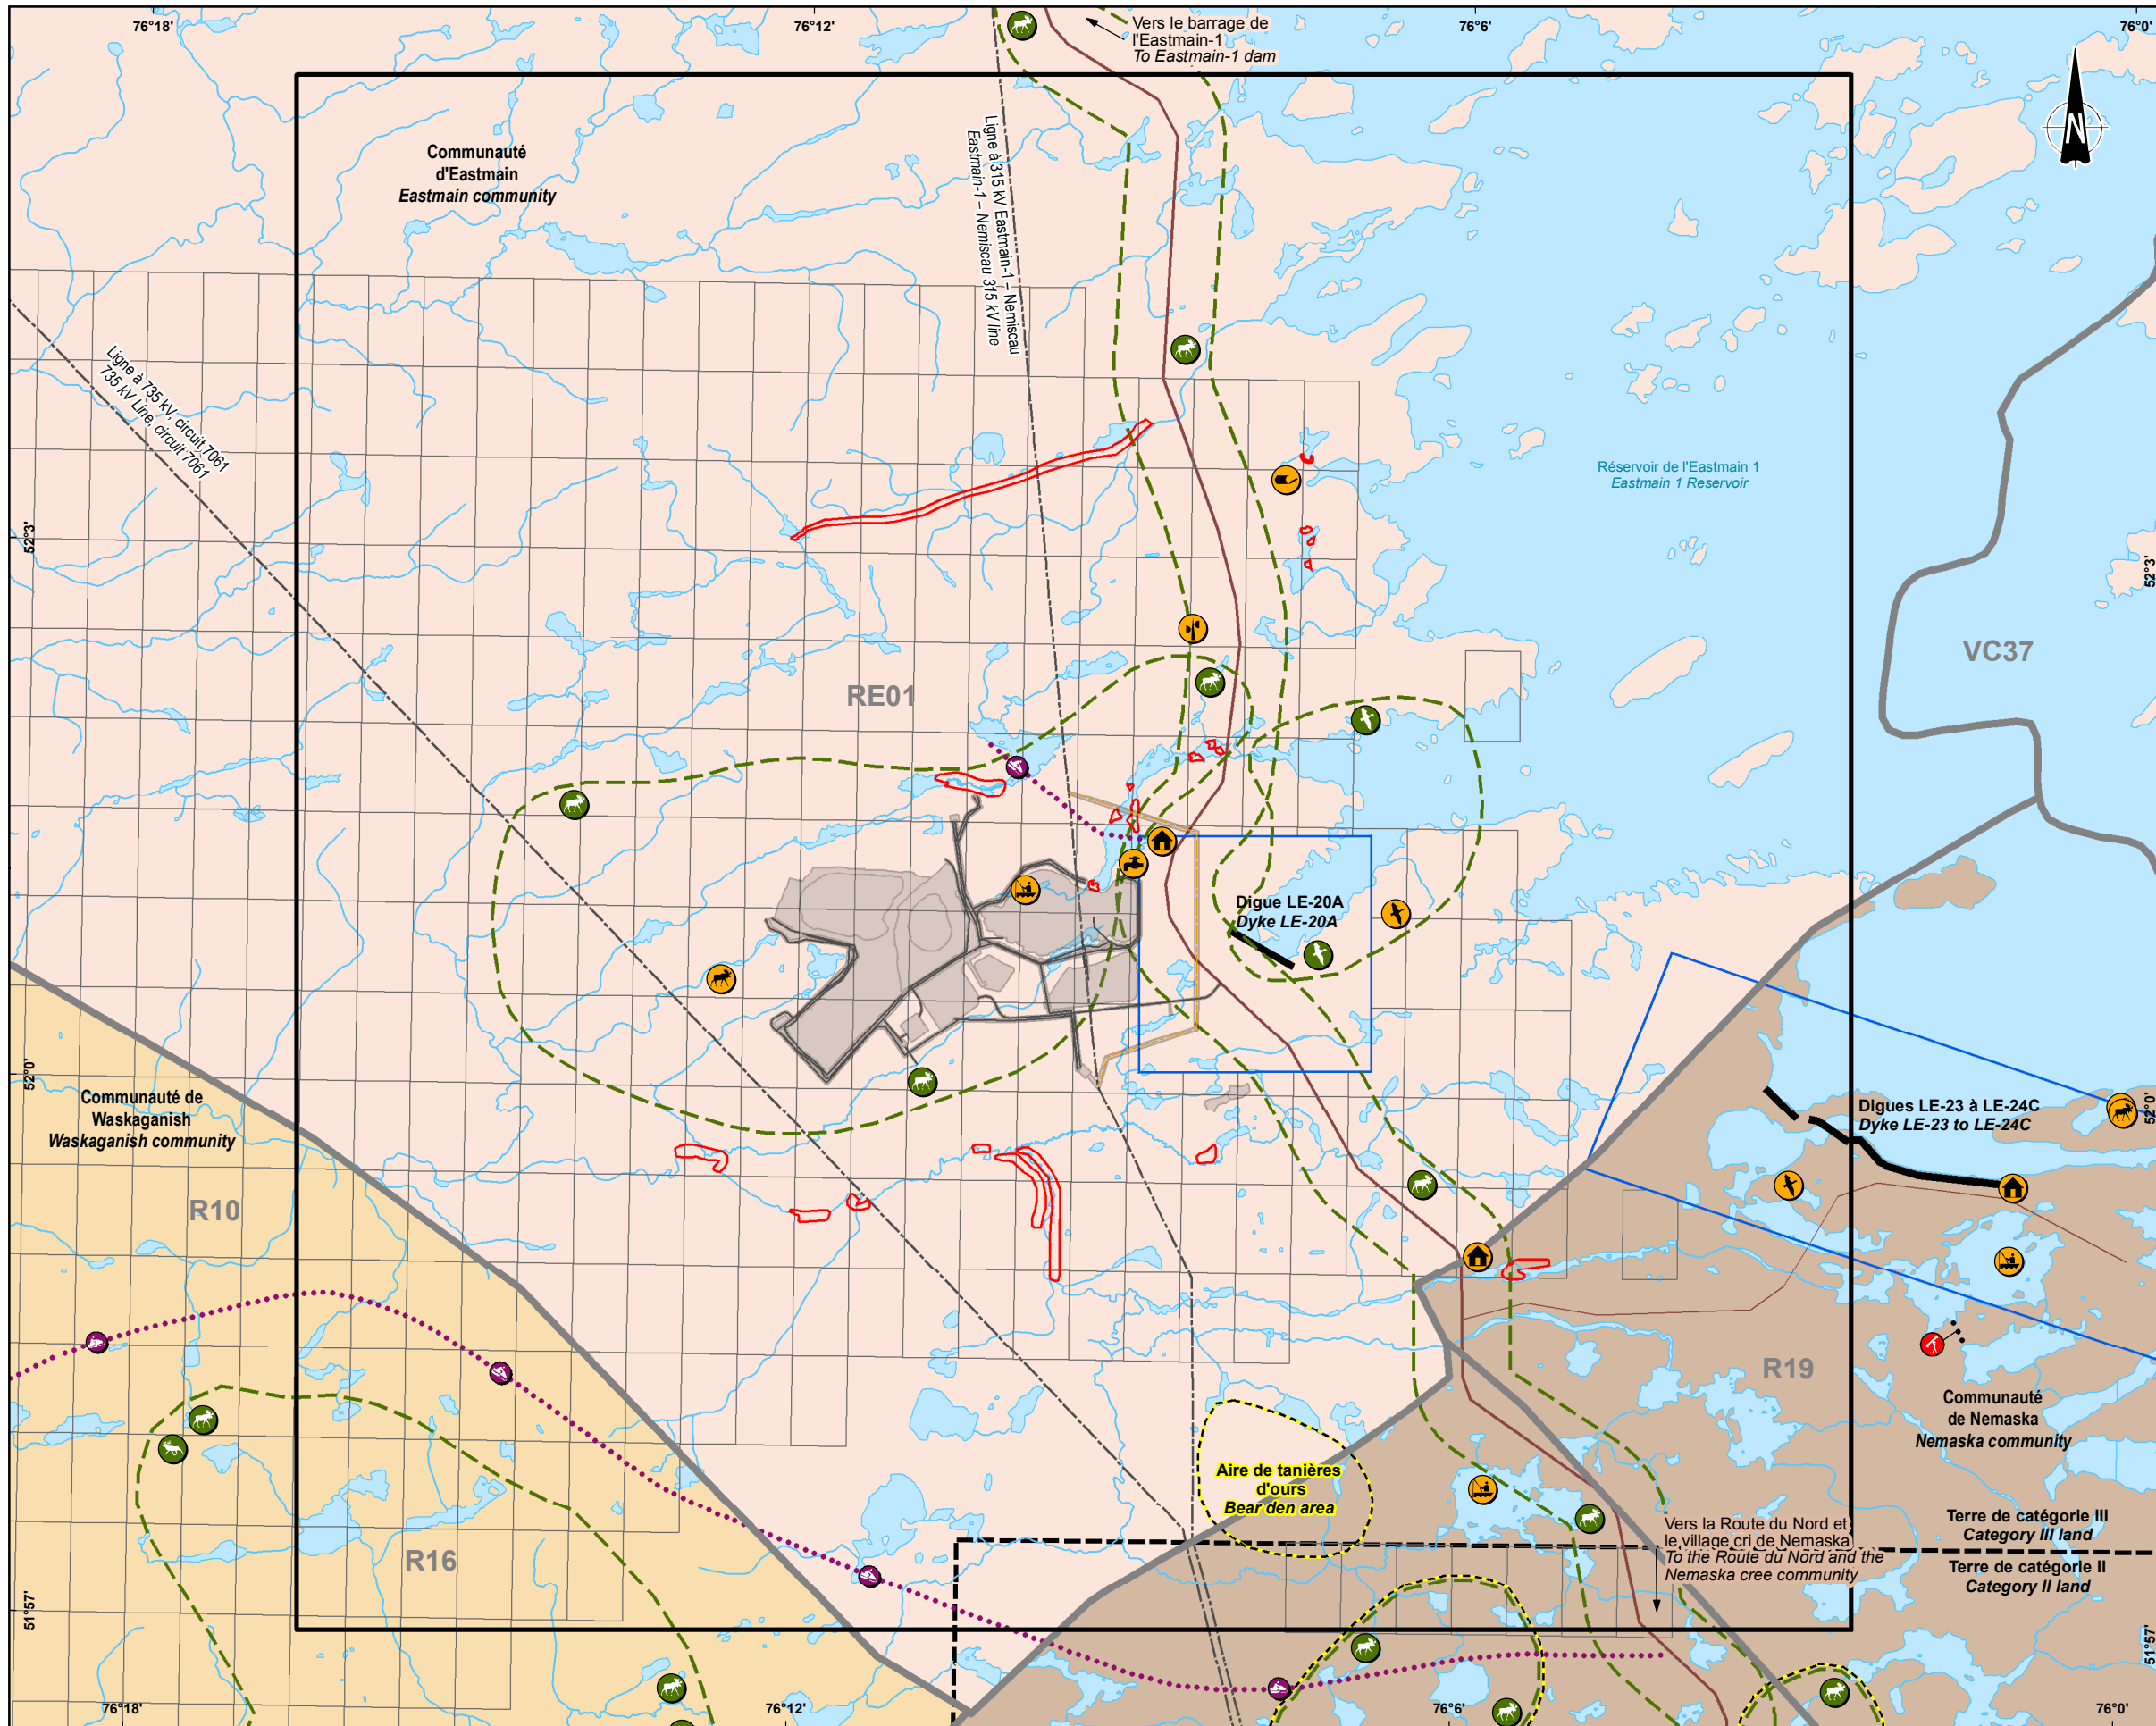 76°18'
76°12'
76°6'
76°0'
Vers le barrage de
l'Eastmain-1
To Eastmain-1 dam
N
Communauté
d'Eastmain
Eastmain community
Ligne à 315 kV Eastmain-1 – Nemiscau
Eastmain-1 – Nemiscau 315 kV line
Ligne à 735 kV, circuit 7061
735 kV Line, circuit 7061
Réservoir de l'Eastmain 1
Eastmain 1 Reservoir
52°3'
52°3'
VC37
RE01
Digue LE-20A
Dyke LE-20A
52°0'
52°0'
Communauté de
Waskaganish
Waskaganish community
Digues LE-23 à LE-24C
Dyke LE-23 to LE-24C
R10
R19
Communauté
de Nemaska
Nemaska community
Aire de tanières
d'ours
Bear den area
R16
Vers la Route du Nord et
le village cri de Nemaska
To the Route du Nord and the
Nemaska cree community
Terre de catégorie III
Category III land
Terre de catégorie II
Category II land
51°57'
51°57'
76°18'
76°12'
76°6'
76°0'